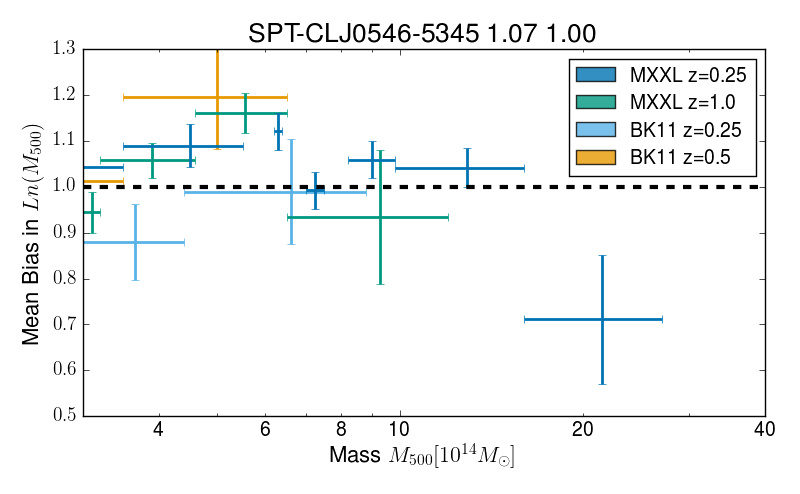 SPT-CLJ0546-5345 1.07 1.00
1.3
1.2
1.1
1.0
0.9
0.8
0.7
0.6
0.5
Mean Bias in Ln(M500)
MXXL z=0.25
MXXL z=1.0
BK11 z=0.25
BK11 z=0.5
4 6 8 10 20 40
Mass M500[10^14 M⊙]